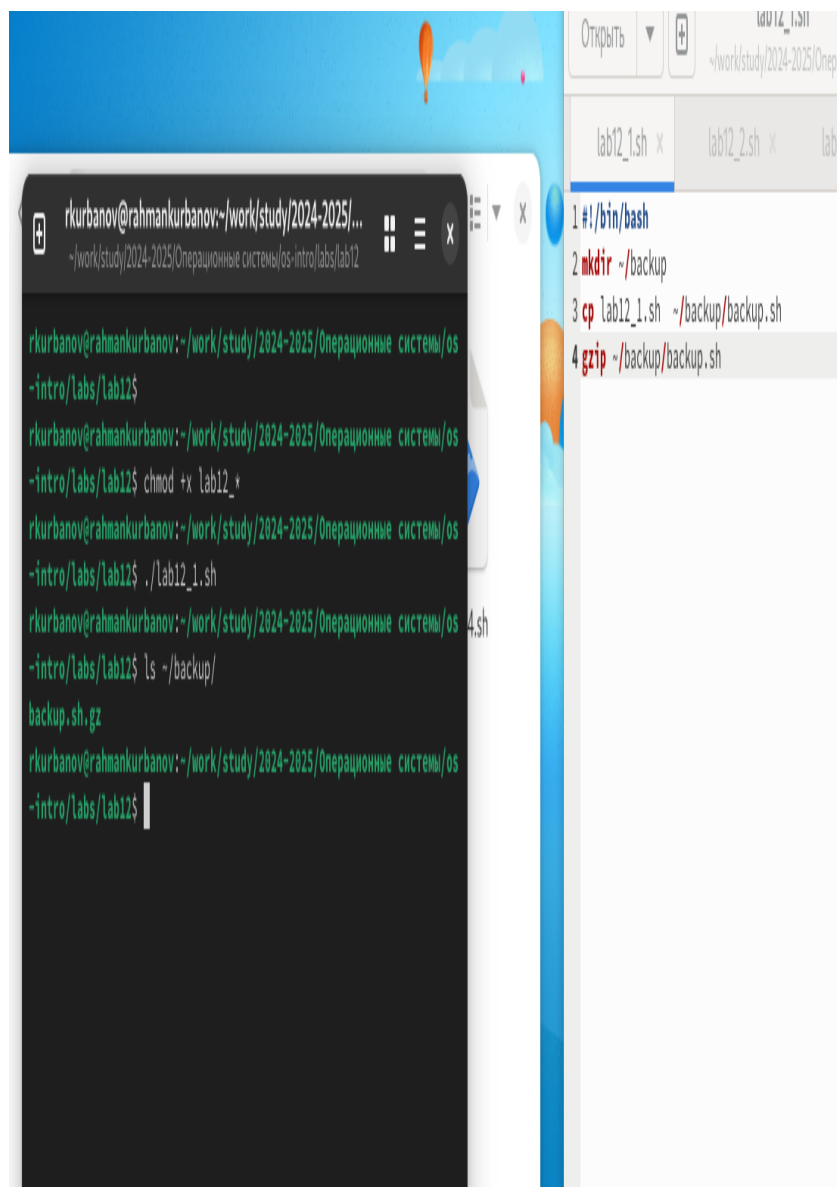 rkurbanov@rahmankurbanov:~/work/study/2024-2025/...
~/work/study/2024-2025/Операционные системы/os-intro/labs/lab12
rkurbanov@rahmankurbanov:~/work/study/2024-2025/Операционные системы/os
-intro/labs/lab12$
rkurbanov@rahmankurbanov:~/work/study/2024-2025/Операционные системы/os
-intro/labs/lab12$ chmod +x lab12_*
rkurbanov@rahmankurbanov:~/work/study/2024-2025/Операционные системы/os
-intro/labs/lab12$ ./lab12_1.sh
rkurbanov@rahmankurbanov:~/work/study/2024-2025/Операционные системы/os
-intro/labs/lab12$ ls ~/backup/
backup.sh.gz
rkurbanov@rahmankurbanov:~/work/study/2024-2025/Операционные системы/os
-intro/labs/lab12$
4.sh
Открыть
lab12_1.sh
~/work/study/2024-2025/Опер
lab12_1.sh lab12_2.sh lab
1 #!/bin/bash
2 mkdir ~/backup
3 cp lab12_1.sh ~/backup/backup.sh
4 gzip ~/backup/backup.sh